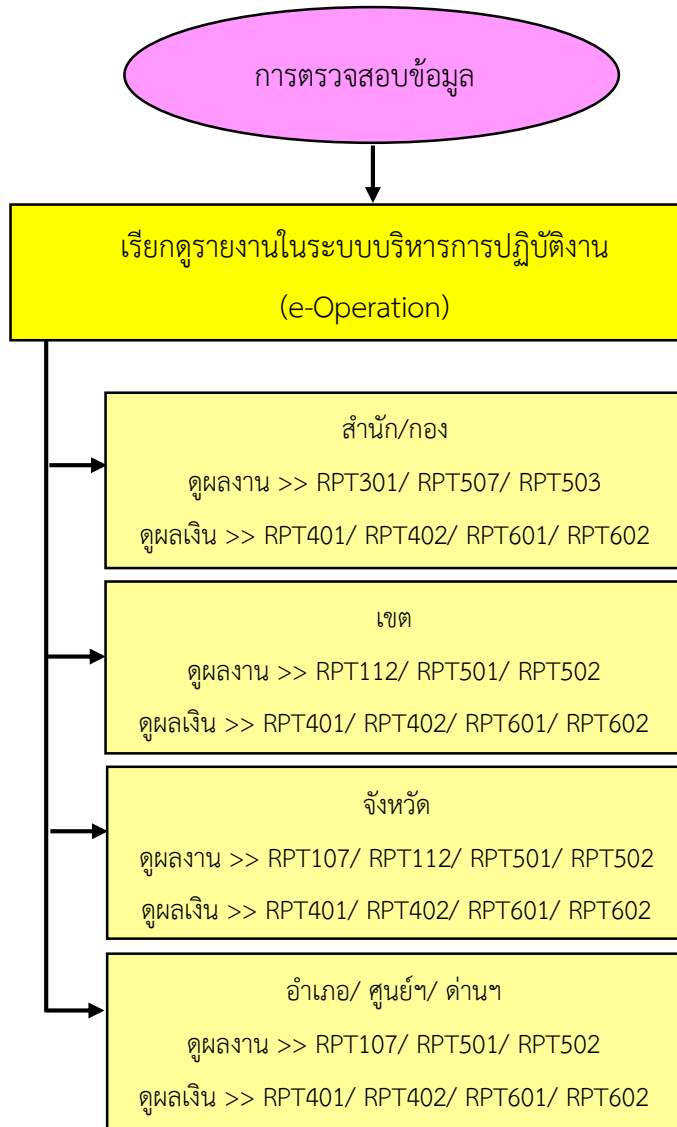 การตรวจสอบข้อมูล
เรียกดูรายงานในระบบบริหารการปฏิบัติงาน
(e-Operation)
สำนัก/กอง
ดูผลงาน >> RPT301/ RPT507/ RPT503
ดูผลเงิน >> RPT401/ RPT402/ RPT601/ RPT602
เขต
ดูผลงาน >> RPT112/ RPT501/ RPT502
ดูผลเงิน >> RPT401/ RPT402/ RPT601/ RPT602
จังหวัด
ดูผลงาน >> RPT107/ RPT112/ RPT501/ RPT502
ดูผลเงิน >> RPT401/ RPT402/ RPT601/ RPT602
อำเภอ/ ศูนย์ฯ/ ด่านฯ
ดูผลงาน >> RPT107/ RPT501/ RPT502
ดูผลเงิน >> RPT401/ RPT402/ RPT601/ RPT602